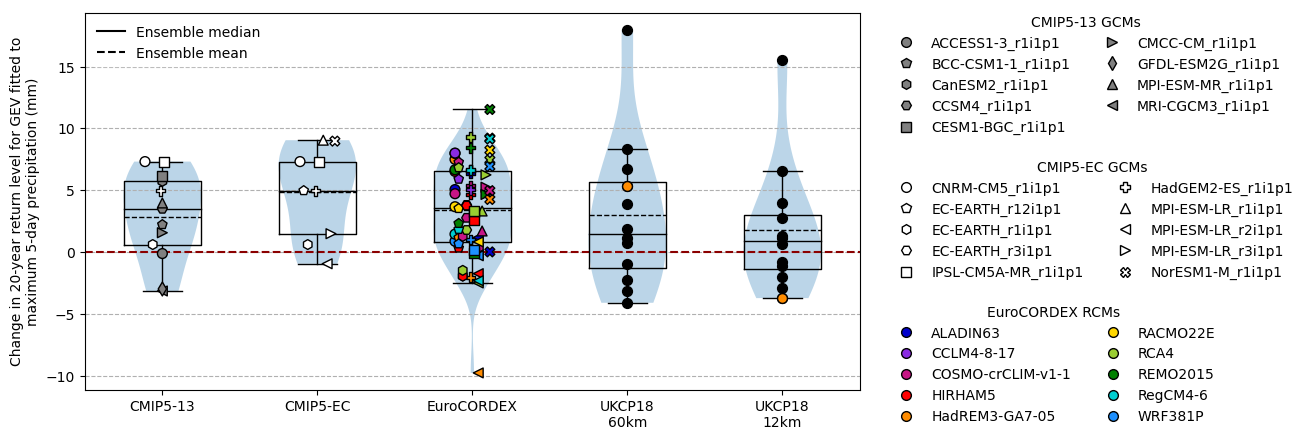 Change in 20-year return level for GEV fitted to
maximum 5-day precipitation (mm)
Ensemble median
Ensemble mean
15
10
5
0
−5
−10
CMIP5-13
CMIP5-EC
EuroCORDEX
UKCP18
60km
UKCP18
12km
CMIP5-13 GCMs
ACCESS1-3_r1i1p1
BCC-CSM1-1_r1i1p1
CanESM2_r1i1p1
CCSM4_r1i1p1
CESM1-BGC_r1i1p1
CMCC-CM_r1i1p1
GFDL-ESM2G_r1i1p1
MPI-ESM-MR_r1i1p1
MRI-CGCM3_r1i1p1
CMIP5-EC GCMs
CNRM-CM5_r1i1p1
EC-EARTH_r12i1p1
EC-EARTH_r1i1p1
EC-EARTH_r3i1p1
IPSL-CM5A-MR_r1i1p1
HadGEM2-ES_r1i1p1
MPI-ESM-LR_r1i1p1
MPI-ESM-LR_r2i1p1
MPI-ESM-LR_r3i1p1
NorESM1-M_r1i1p1
EuroCORDEX RCMs
ALADIN63
CCLM4-8-17
COSMO-crCLIM-v1-1
HIRHAM5
HadREM3-GA7-05
RACMO22E
RCA4
REMO2015
RegCM4-6
WRF381P